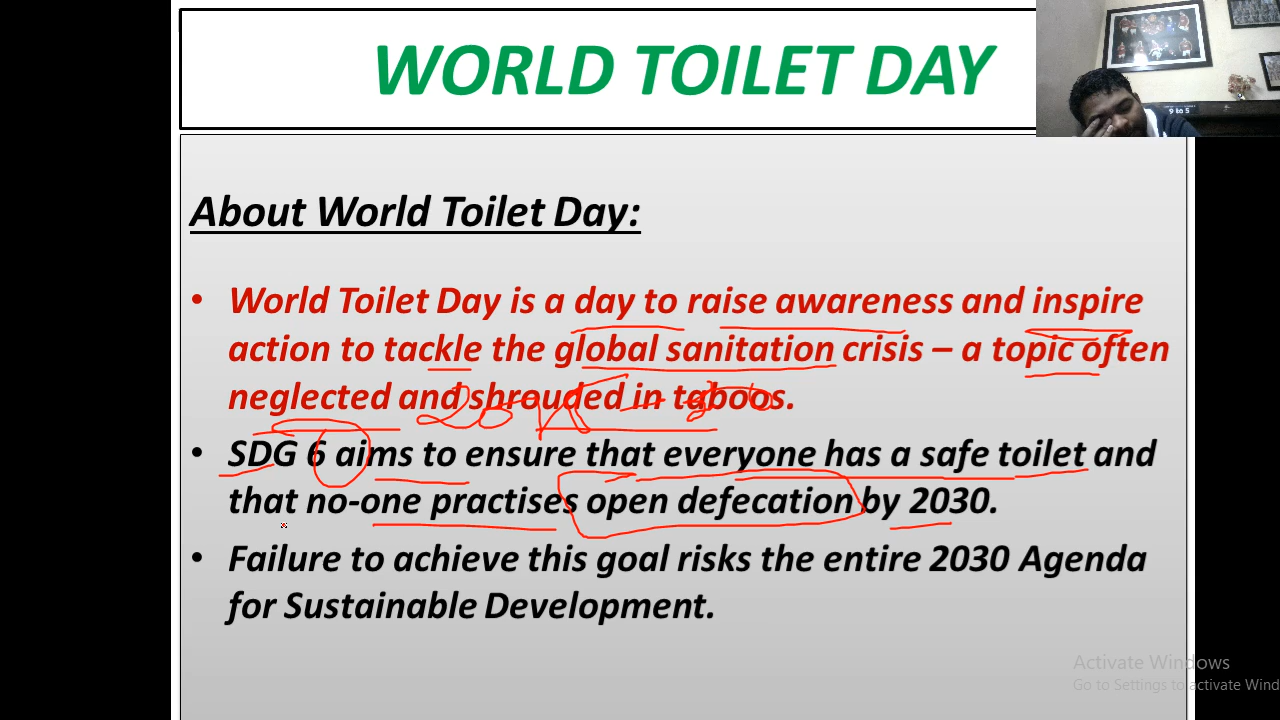 WORLD TOILET DAY
9 to 5
About World Toilet Day:
• World Toilet Day is a day to raise awareness and inspire
action to tackle the global sanitation crisis – a topic often
neglected and shrouded in taboos.
• SDG 6 aims to ensure that everyone has a safe toilet and
that no-one practises open defecation by 2030.
• Failure to achieve this goal risks the entire 2030 Agenda
for Sustainable Development.
Activate Windows
Go to Settings to activate Wind